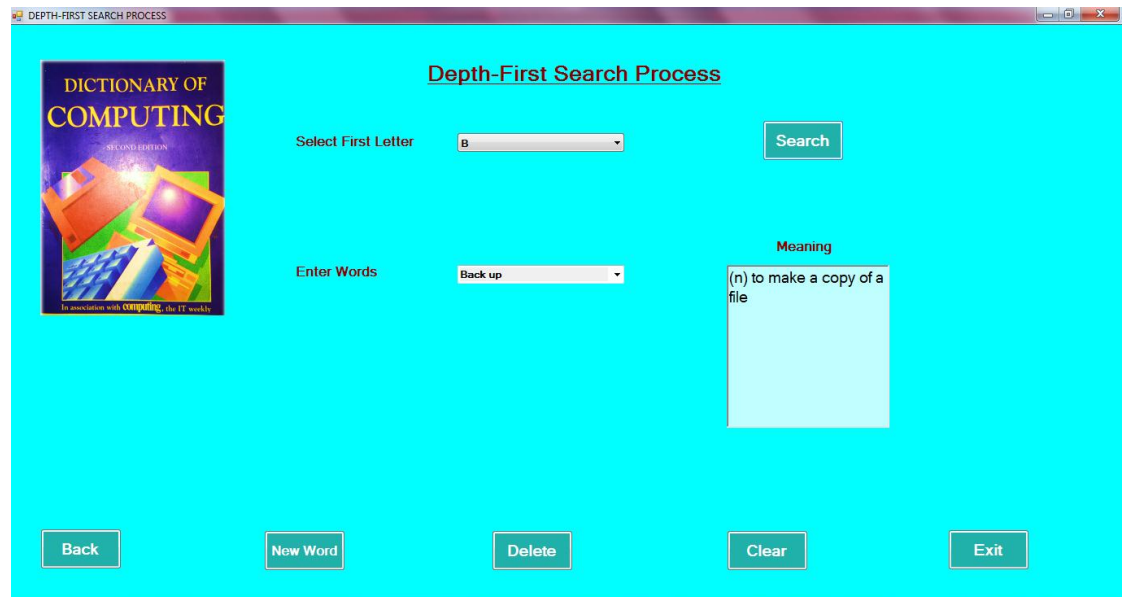 DEPTH-FIRST SEARCH PROCESS
Depth-First Search Process
DICTIONARY OF
COMPUTING
SECOND EDITION
In association with computing, the IT weekly
Select First Letter
B
Search
Enter Words
Back up
Meaning
(n) to make a copy of a
file
Back
New Word
Delete
Clear
Exit